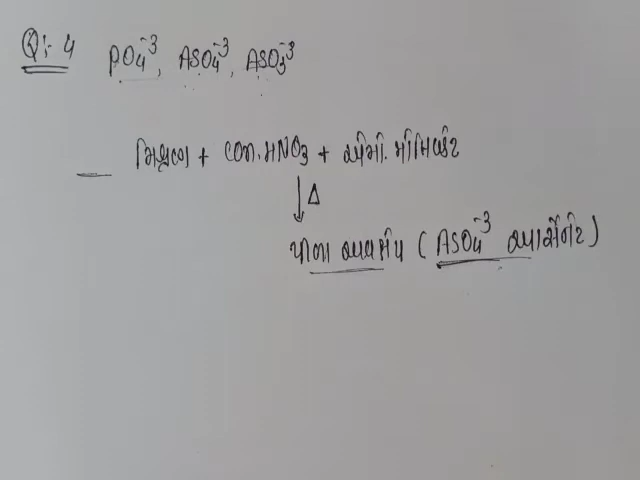 Q:- 4 PO₄⁻³, ASO₄⁻³, ASO₃⁻³
મિશ્રણ + con. HNO₃ + એમો. મોલિબ્ડેટ
Δ
પીળા અવક્ષેપ (ASO₄⁻³ આર્સેનેટ)